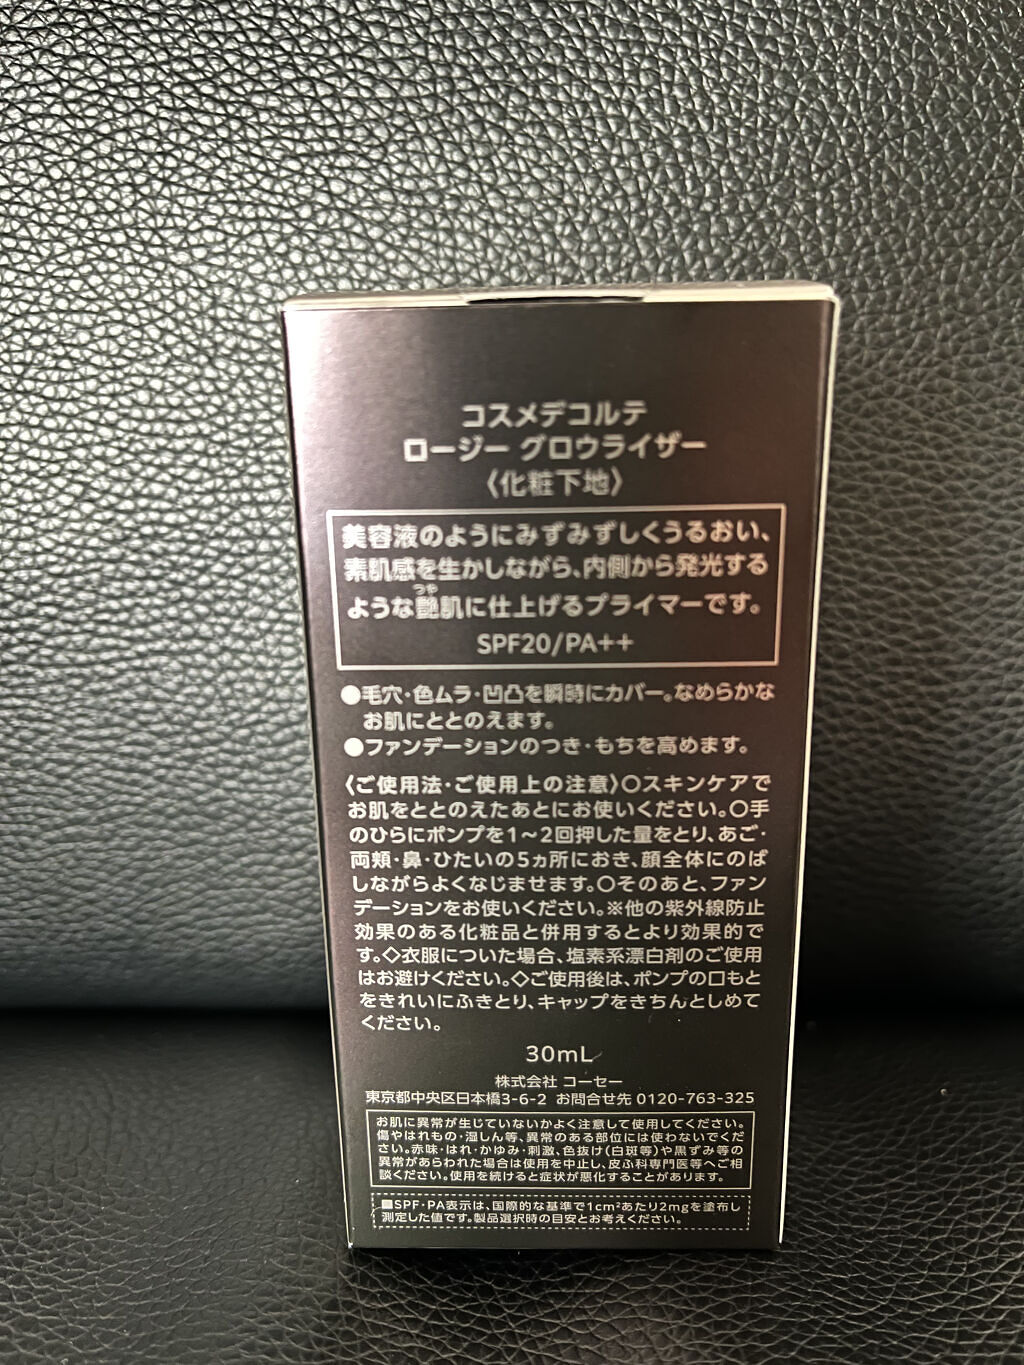 コスメデコルテ
ロージー グロウライザー
〈化粧下地〉
美容液のようにみずみずしくうるおい、
素肌感を生かしながら、内側から発光する
つや
ような艶肌に仕上げるプライマーです。
SPF20/PA++
●毛穴・色ムラ・凹凸を瞬時にカバー。なめらかな
お肌にととのえます。
●ファンデーションのつき・もちを高めます。
〈ご使用法・ご使用上の注意〉○スキンケアで
お肌をととのえたあとにお使いください。○手
のひらにポンプを1～2回押した量をとり、あご・
両頬・鼻・ひたいの5ヵ所におき、顔全体にのば
しながらよくなじませます。○そのあと、ファン
デーションをお使いください。※他の紫外線防止
効果のある化粧品と併用するとより効果的で
す。◇衣服についた場合、塩素系漂白剤のご使用
はお避けください。◇ご使用後は、ポンプの口もと
をきれいにふきとり、キャップをきちんとしめて
ください。
30mL
株式会社 コーセー
東京都中央区日本橋3-6-2 お問合せ先 0120-763-325
お肌に異常が生じていないかよく注意して使用してください。
傷やはれもの・湿しん等、異常のある部位には使わないでくだ
さい。赤味・はれ・かゆみ・刺激、色抜け(白斑等)や黒ずみ等の
異常があらわれた場合は使用を中止し、皮ふ科専門医等へご相
談ください。使用を続けると症状が悪化することがあります。
■SPF・PA表示は、国際的な基準で1cm²あたり2mgを塗布し
測定した値です。製品選択時の目安とお考えください。